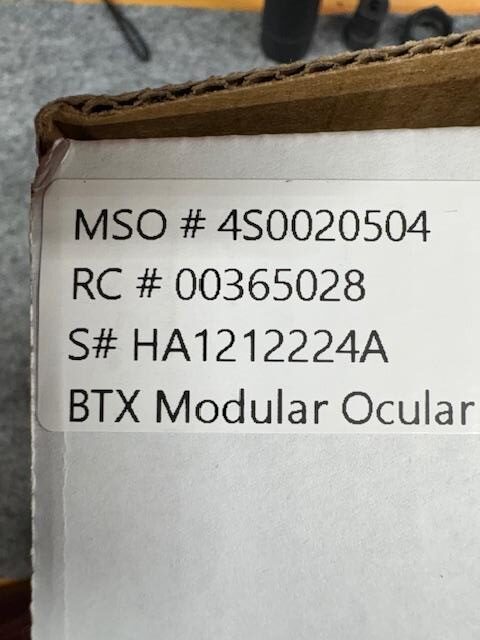 MSO # 4S0020504
RC # 00365028
S# HA1212224A
BTX Modular Ocular